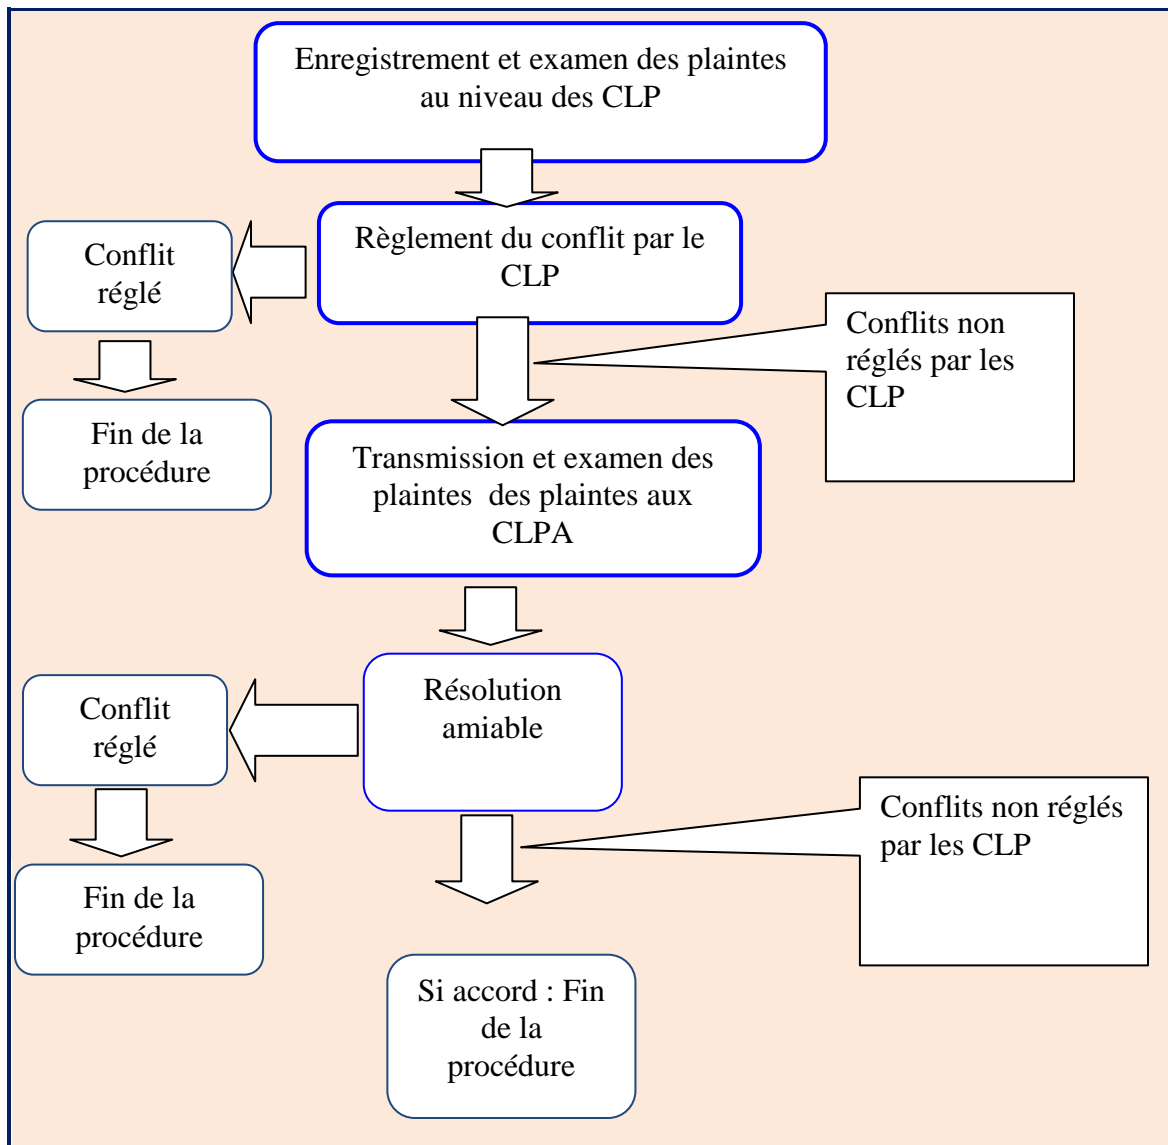 Enregistrement et examen des plaintes
au niveau des CLP
Règlement du conflit par le
CLP
Conflit
réglé
Conflits non
réglés par les
CLP
Fin de la
procédure
Transmission et examen des
plaintes  des plaintes aux
CLPA
Résolution
amiable
Conflit
réglé
Conflits non réglés
par les CLP
Fin de la
procédure
Si accord : Fin
de la
procédure